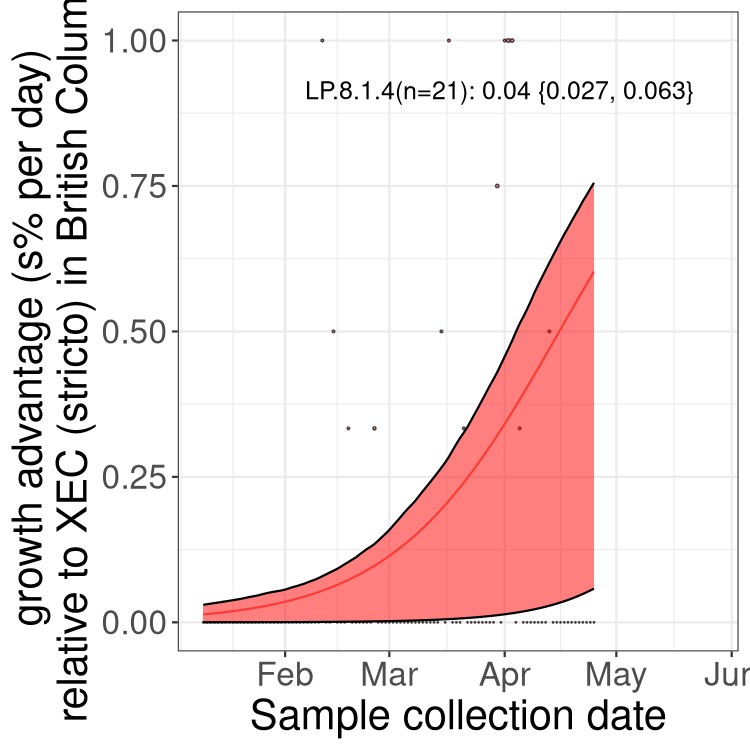 growth advantage (s% per day)
relative to XEC (stricto) in British Colum
1.00
0.75
0.50
0.25
0.00
LP.8.1.4(n=21): 0.04 {0.027, 0.063}
Feb Mar Apr May Jun
Sample collection date